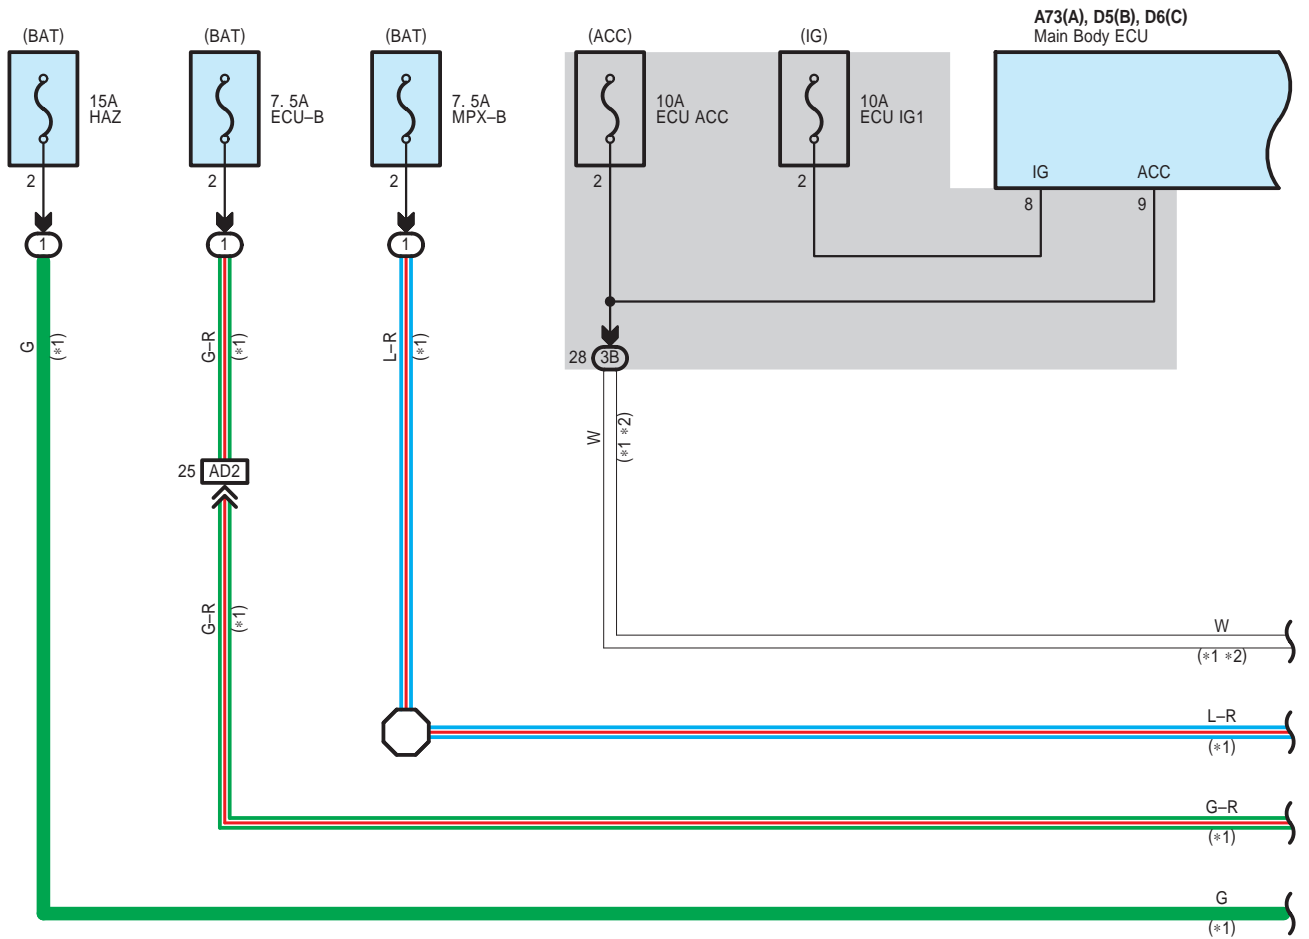 A73(A), D5(B), D6(C)
Main Body ECU
(BAT)
(BAT)
(BAT)
(ACC)
(IG)
15A
HAZ
7. 5A
ECU–B
7. 5A
MPX–B
10A
ECU ACC
10A
ECU IG1
IG
ACC
2
2
2
2
2
8
9
1
1
1
G
(*1)
G–R
(*1)
L–R
(*1)
28
3B
W
(*1 *2)
25
AD2
G–R
(*1)
W
(*1 *2)
L–R
(*1)
G–R
(*1)
G
(*1)